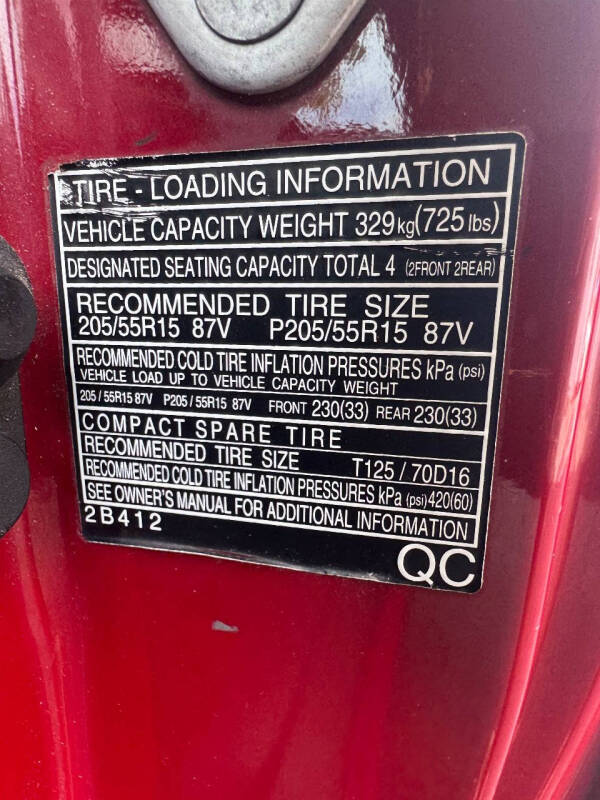 TIRE - LOADING INFORMATION
VEHICLE CAPACITY WEIGHT 329kg(725lbs)
DESIGNATED SEATING CAPACITY TOTAL 4 (2FRONT 2REAR)
RECOMMENDED TIRE SIZE
205/55R15 87V P205/55R15 87V
RECOMMENDED COLD TIRE INFLATION PRESSURES kPa (psi)
VEHICLE LOAD UP TO VEHICLE CAPACITY WEIGHT
205/55R15 87V P205/55R15 87V FRONT 230(33) REAR 230(33)
COMPACT SPARE TIRE
RECOMMENDED TIRE SIZE T125/70D16
RECOMMENDED COLD TIRE INFLATION PRESSURES kPa (psi) 420(60)
SEE OWNER'S MANUAL FOR ADDITIONAL INFORMATION
2B412
QC